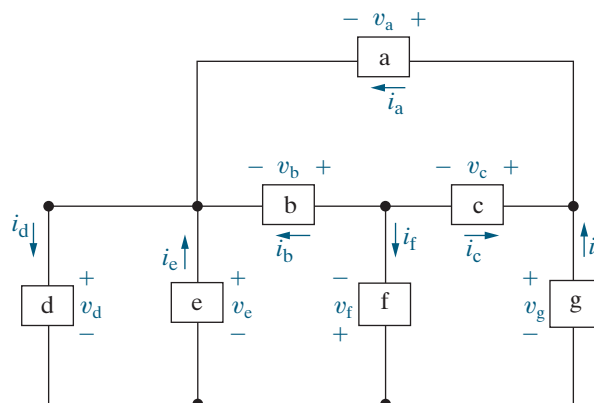 − va +
a
ia
− vb +
− vc +
b
c
id
ie
ib
if
ic
i
+
+
−
+
d
vd
e
ve
vf
f
vg
g
−
−
+
−